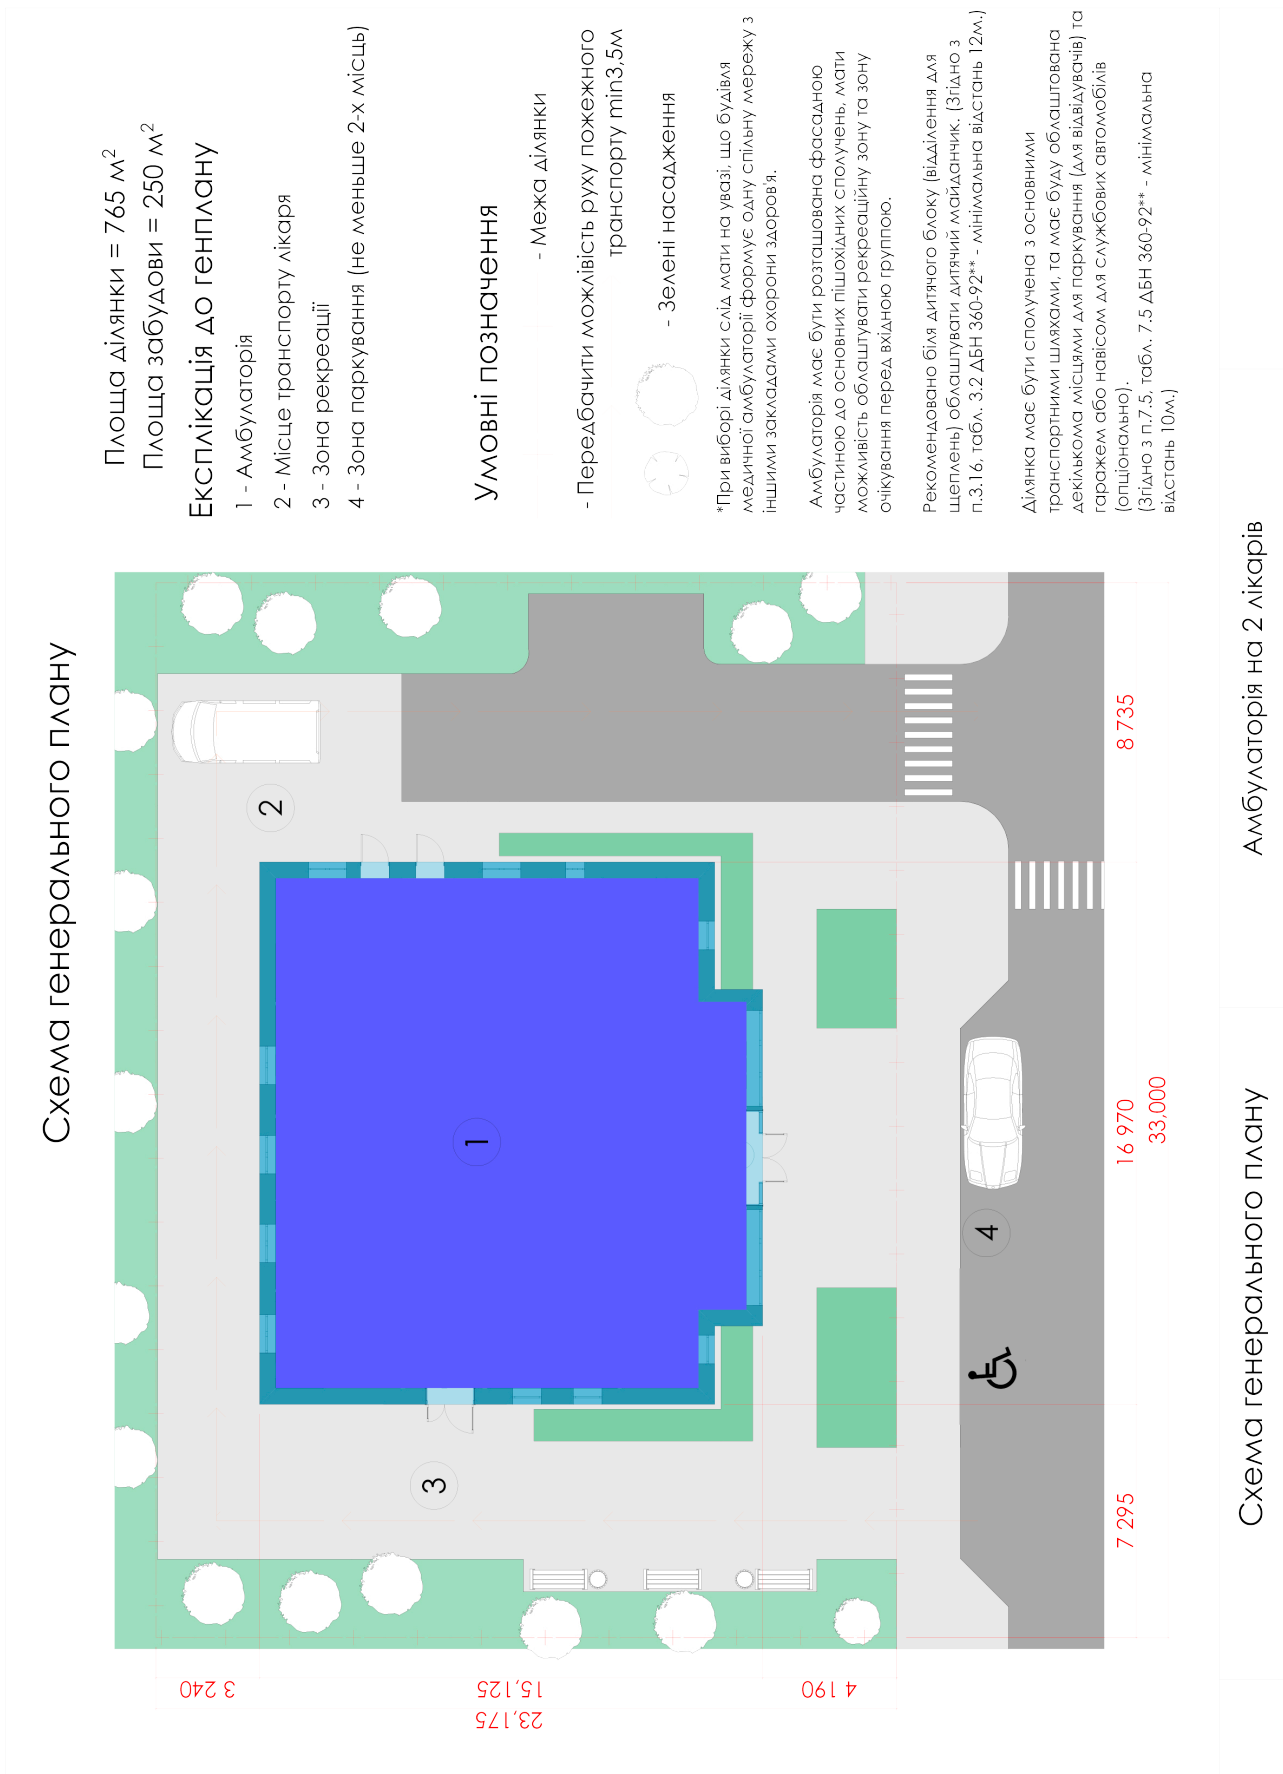 Схема генерального плану
Площа ділянки = 765 м²
Площа забудови = 250 м²
Експлікація до генплану
1 - Амбулаторія
2 - Місце транспорту лікаря
3 - Зона рекреації
4 - Зона паркування (не меньше 2-х місць)
Умовні позначення
- Межа ділянки
- Передбачити можлівість руху пожежного
транспорту min3,5м
- Зелені насадження
*При виборі ділянки слід мати на увазі, що будівля
медичної амбулаторії формує одну спільну мережу з
іншими закладами охорони здоров'я.
Амбулаторія має бути розташована фасадною
частиною до основних пішохідних сполучень, мати
можливість облаштувати рекреаційну зону та зону
очікування перед вхідною группою.
Рекомендовано біля дитячого блоку (відділення для
щеплень) облаштувати дитячий майданчик. (Згідно з
п.3.16, табл. 3.2 ДБН 360-92** - мінімальна відстань 12м.)
Ділянка має бути сполучена з основними
транспортними шляхами, та має буду облаштована
декількома місцями для паркування (для відвідувачів) та
гаражем або навісом для службових автомобілів
(опціонально).
(Згідно з п.7.5, табл. 7.5 ДБН 360-92** - мінімальна
відстань 10м.)
2
1
3
4
3 240
15,125
23,175
4 190
7 295
16 970
33,000
8 735
Схема генерального плану
Амбулаторія на 2 лікарів